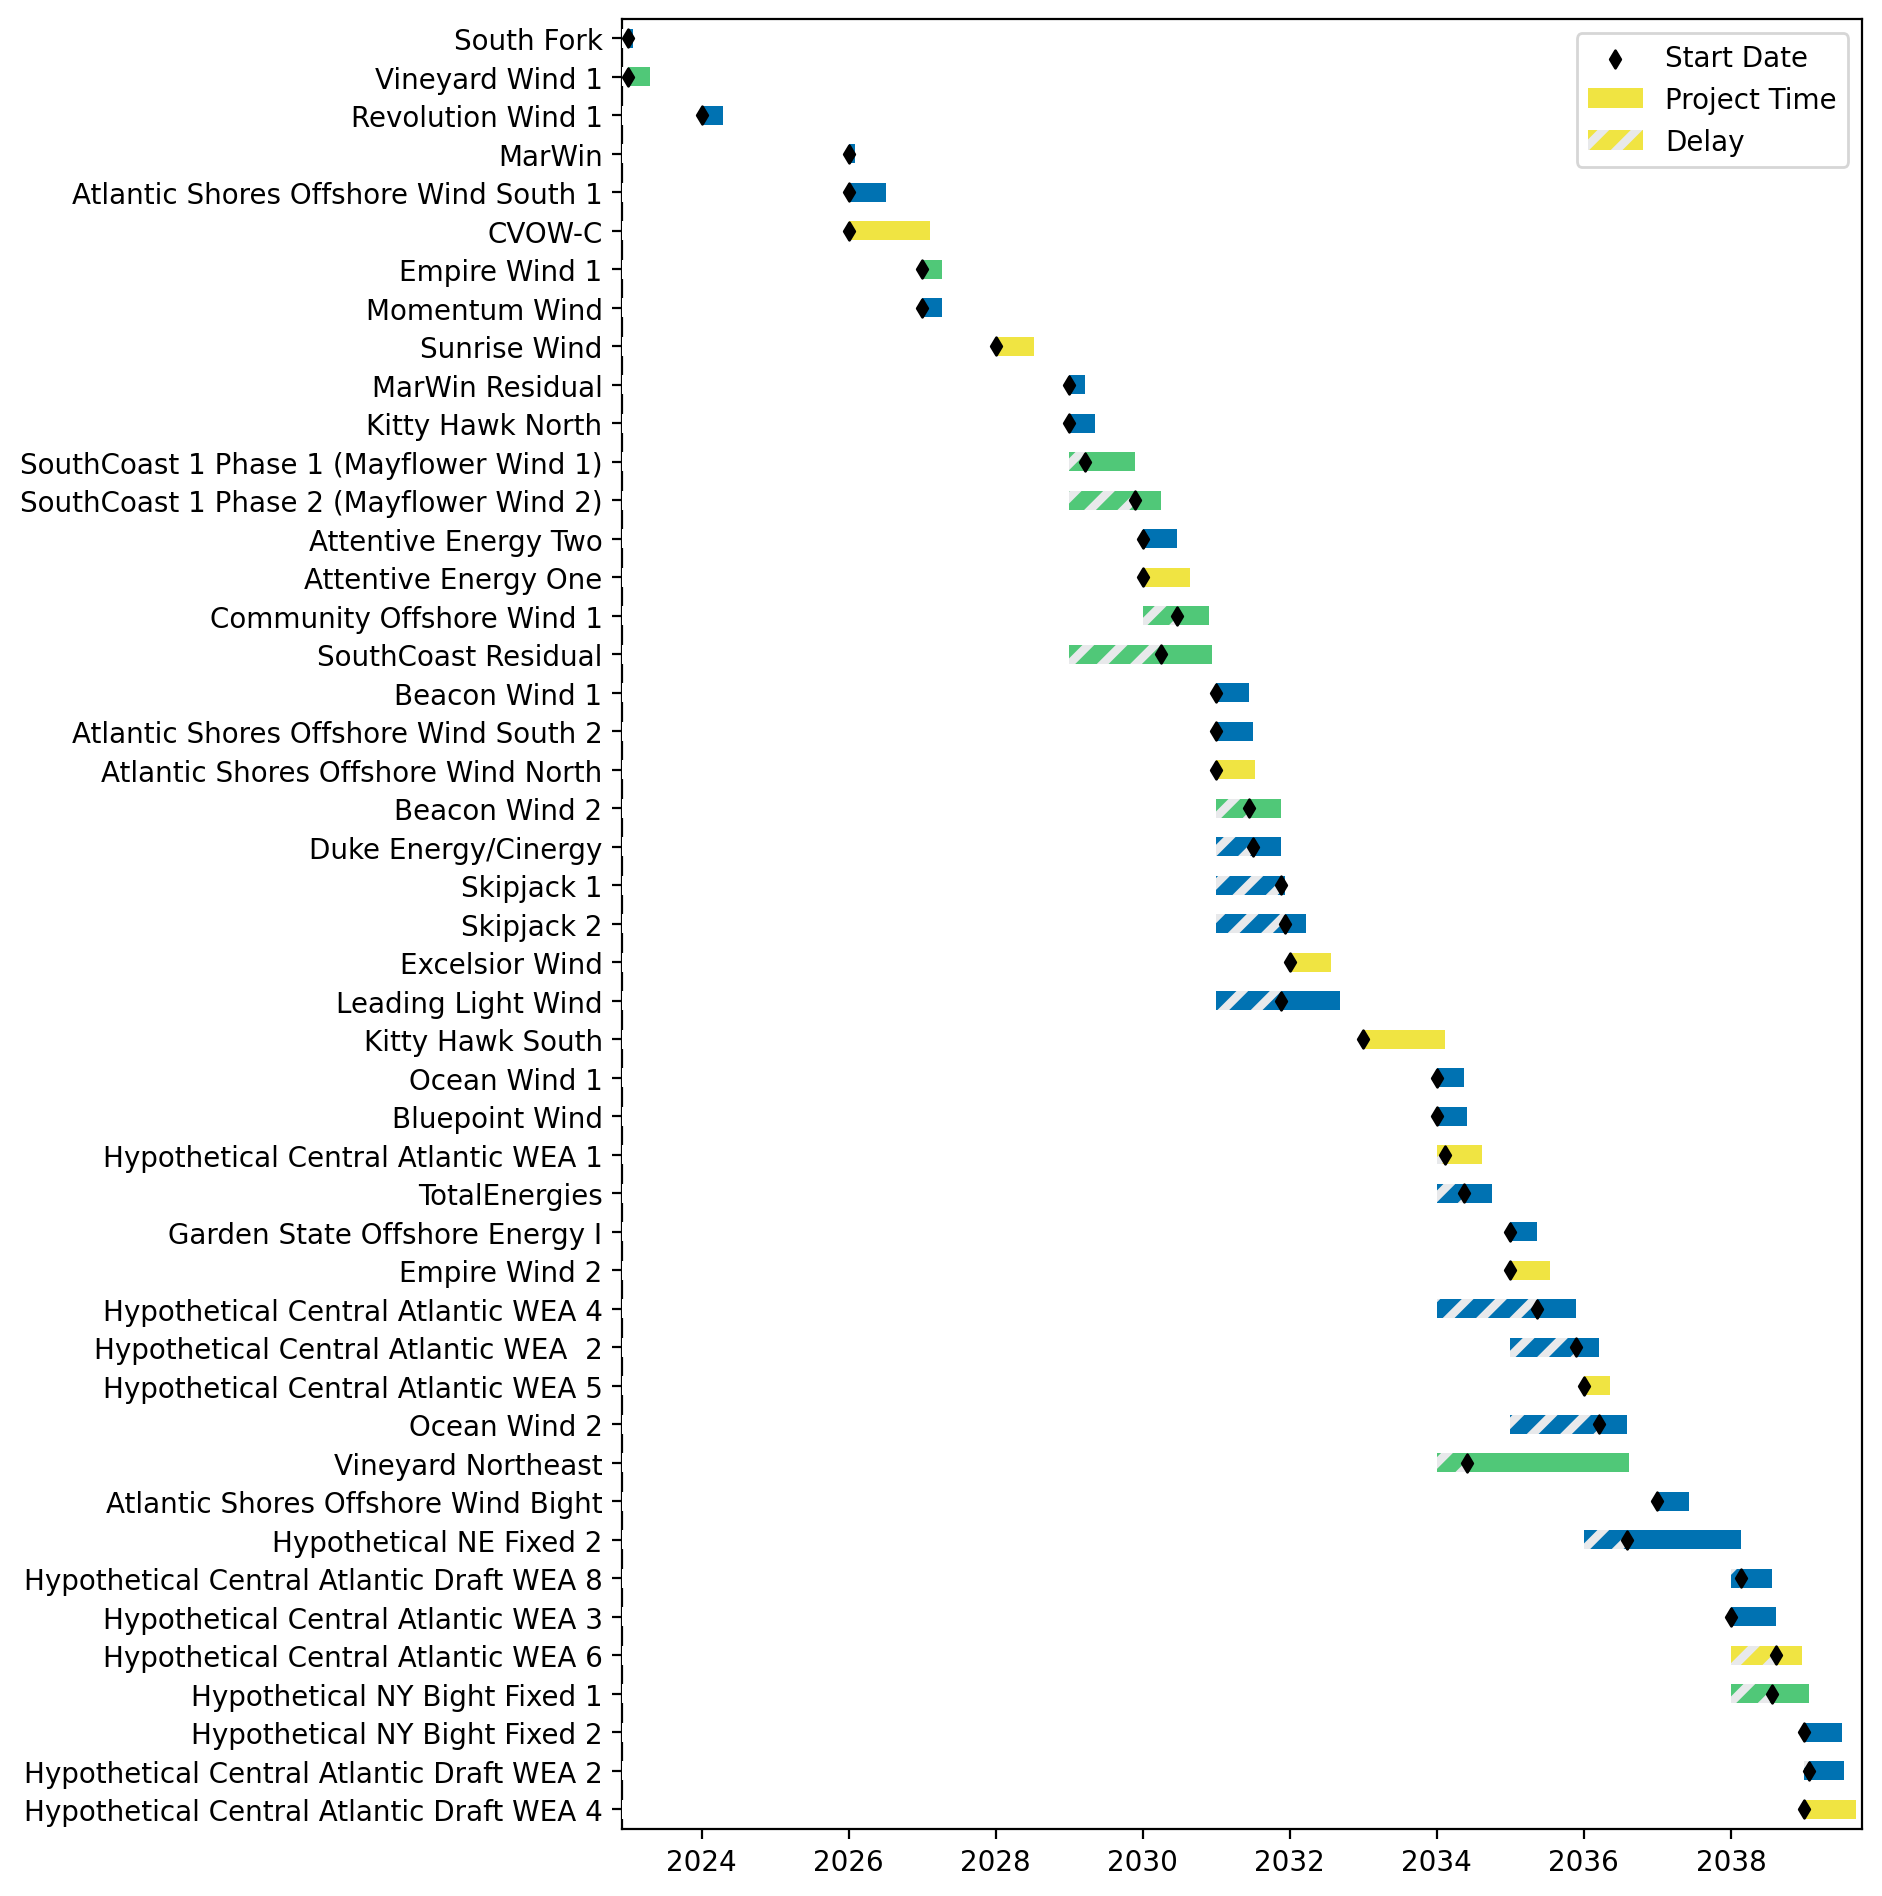 South Fork
Vineyard Wind 1
Revolution Wind 1
MarWin
Atlantic Shores Offshore Wind South 1
CVOW-C
Empire Wind 1
Momentum Wind
Sunrise Wind
MarWin Residual
Kitty Hawk North
SouthCoast 1 Phase 1 (Mayflower Wind 1)
SouthCoast 1 Phase 2 (Mayflower Wind 2)
Attentive Energy Two
Attentive Energy One
Community Offshore Wind 1
SouthCoast Residual
Beacon Wind 1
Atlantic Shores Offshore Wind South 2
Atlantic Shores Offshore Wind North
Beacon Wind 2
Duke Energy/Cinergy
Skipjack 1
Skipjack 2
Excelsior Wind
Leading Light Wind
Kitty Hawk South
Ocean Wind 1
Bluepoint Wind
Hypothetical Central Atlantic WEA 1
TotalEnergies
Garden State Offshore Energy I
Empire Wind 2
Hypothetical Central Atlantic WEA 4
Hypothetical Central Atlantic WEA  2
Hypothetical Central Atlantic WEA 5
Ocean Wind 2
Vineyard Northeast
Atlantic Shores Offshore Wind Bight
Hypothetical NE Fixed 2
Hypothetical Central Atlantic Draft WEA 8
Hypothetical Central Atlantic WEA 3
Hypothetical Central Atlantic WEA 6
Hypothetical NY Bight Fixed 1
Hypothetical NY Bight Fixed 2
Hypothetical Central Atlantic Draft WEA 2
Hypothetical Central Atlantic Draft WEA 4
Start Date
Project Time
Delay
2024 2026 2028 2030 2032 2034 2036 2038